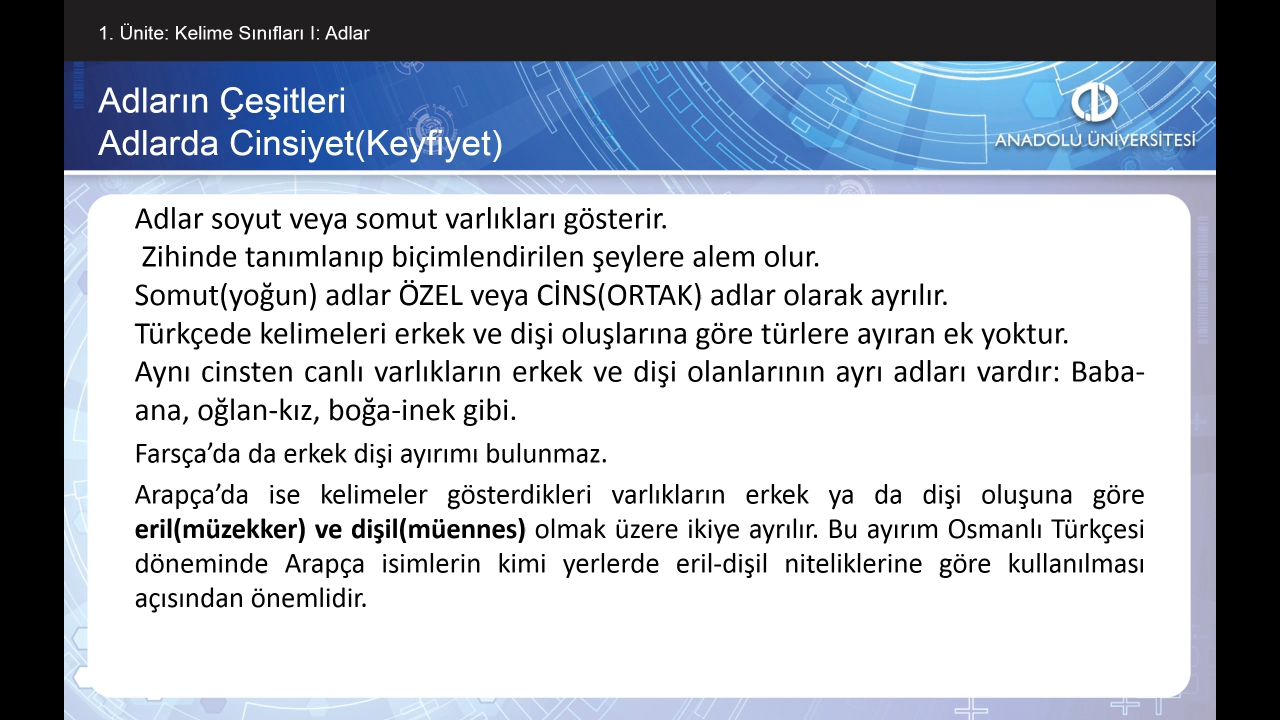 1. Ünite: Kelime Sınıfları I: Adlar
Adların Çeşitleri
Adlarda Cinsiyet(Keyfiyet)
ANADOLU ÜNİVERSİTESİ
Adlar soyut veya somut varlıkları gösterir.
Zihinde tanımlanıp biçimlendirilen şeylere alem olur.
Somut(yoğun) adlar ÖZEL veya CİNS(ORTAK) adlar olarak ayrılır.
Türkçede kelimeleri erkek ve dişi oluşlarına göre türlere ayıran ek yoktur.
Aynı cinsten canlı varlıkların erkek ve dişi olanlarının ayrı adları vardır: Baba-
ana, oğlan-kız, boğa-inek gibi.
Farsça’da da erkek dişi ayırımı bulunmaz.
Arapça’da ise kelimeler gösterdikleri varlıkların erkek ya da dişi oluşuna göre
eril(müzekker) ve dişil(müennes) olmak üzere ikiye ayrılır. Bu ayırım Osmanlı Türkçesi
döneminde Arapça isimlerin kimi yerlerde eril-dişil niteliklerine göre kullanılması
açısından önemlidir.